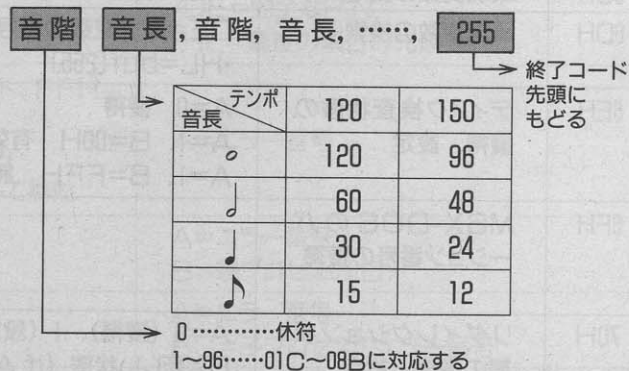 音階 音長, 音階, 音長, ……, 255
終了コード
先頭に
もどる
テンポ 120 150
音長
𝅝 120 96
𝅗𝅥 60 48
♩ 30 24
♪ 15 12
0…………休符
1~96……01C~08Bに対応する